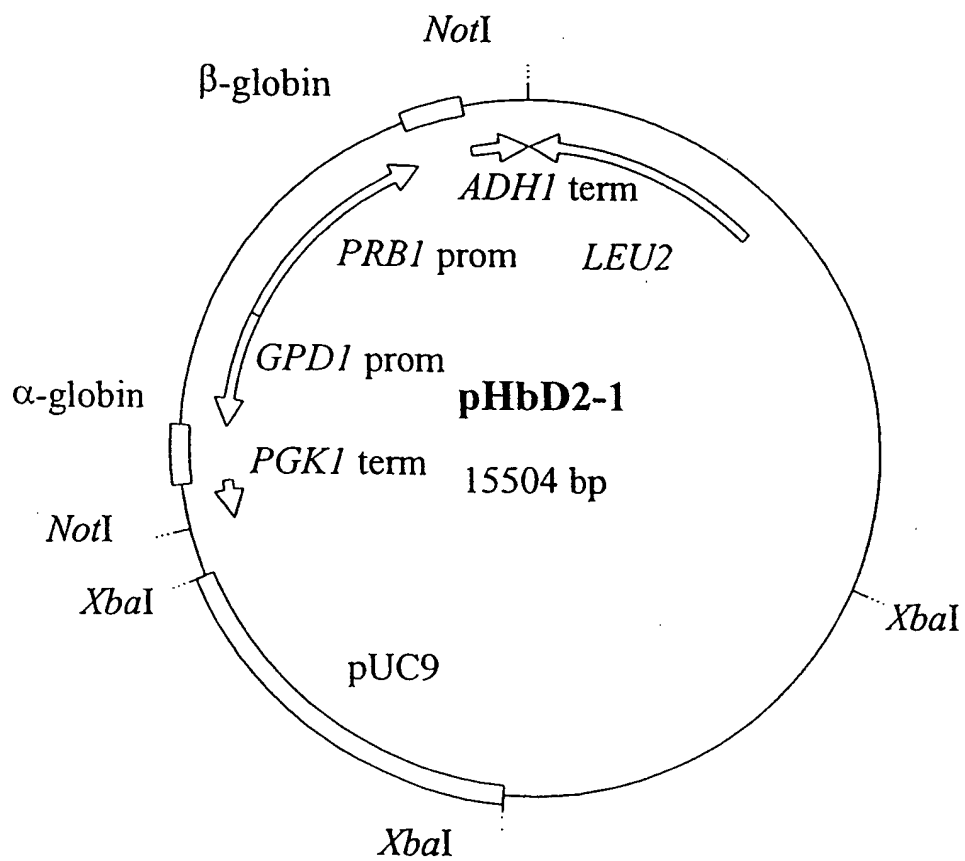 NotI
β-globin
ADH1 term
PRB1 prom
LEU2
GPD1 prom
α-globin
pHbD2-1
PGK1 term
15504 bp
NotI
XbaI
XbaI
pUC9
XbaI